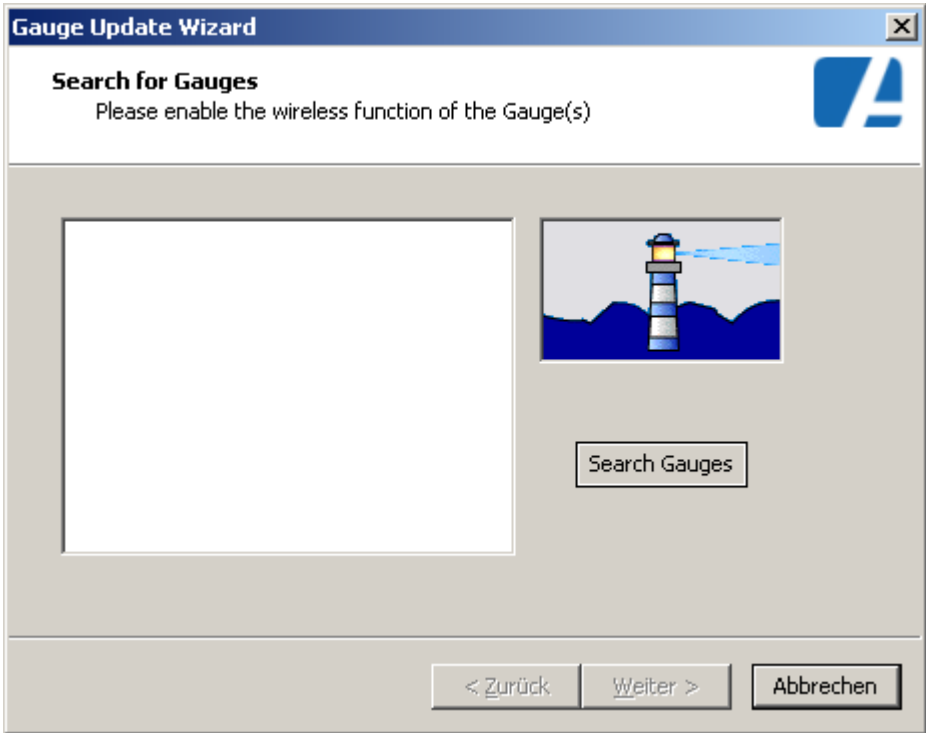 Gauge Update Wizard
Search for Gauges
Please enable the wireless function of the Gauge(s)
Search Gauges
< Zurück
Weiter >
Abbrechen